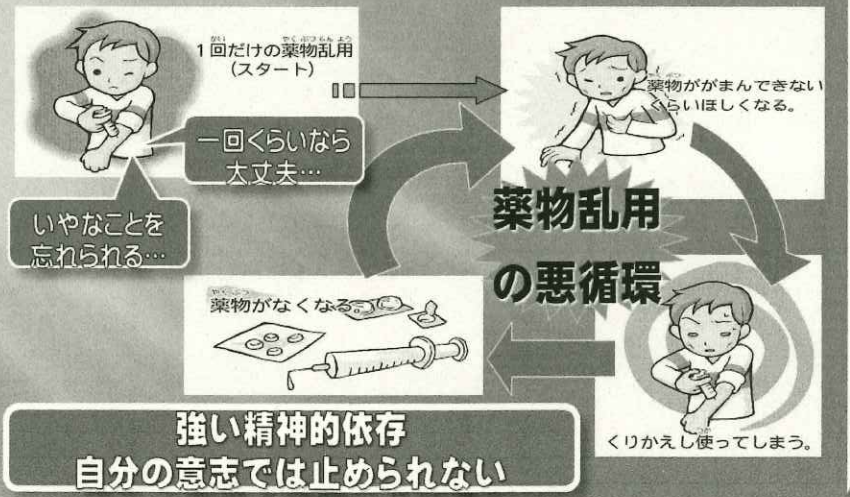 1回だけの薬物乱用
(スタート)
一回くらいなら
大丈夫…
いやなことを
忘れられる…
薬物ががまんできない
くらいほしくなる。
薬物乱用
の悪循環
くりかえし使ってしまう。
薬物がなくなる
強い精神的依存
自分の意志では止められない